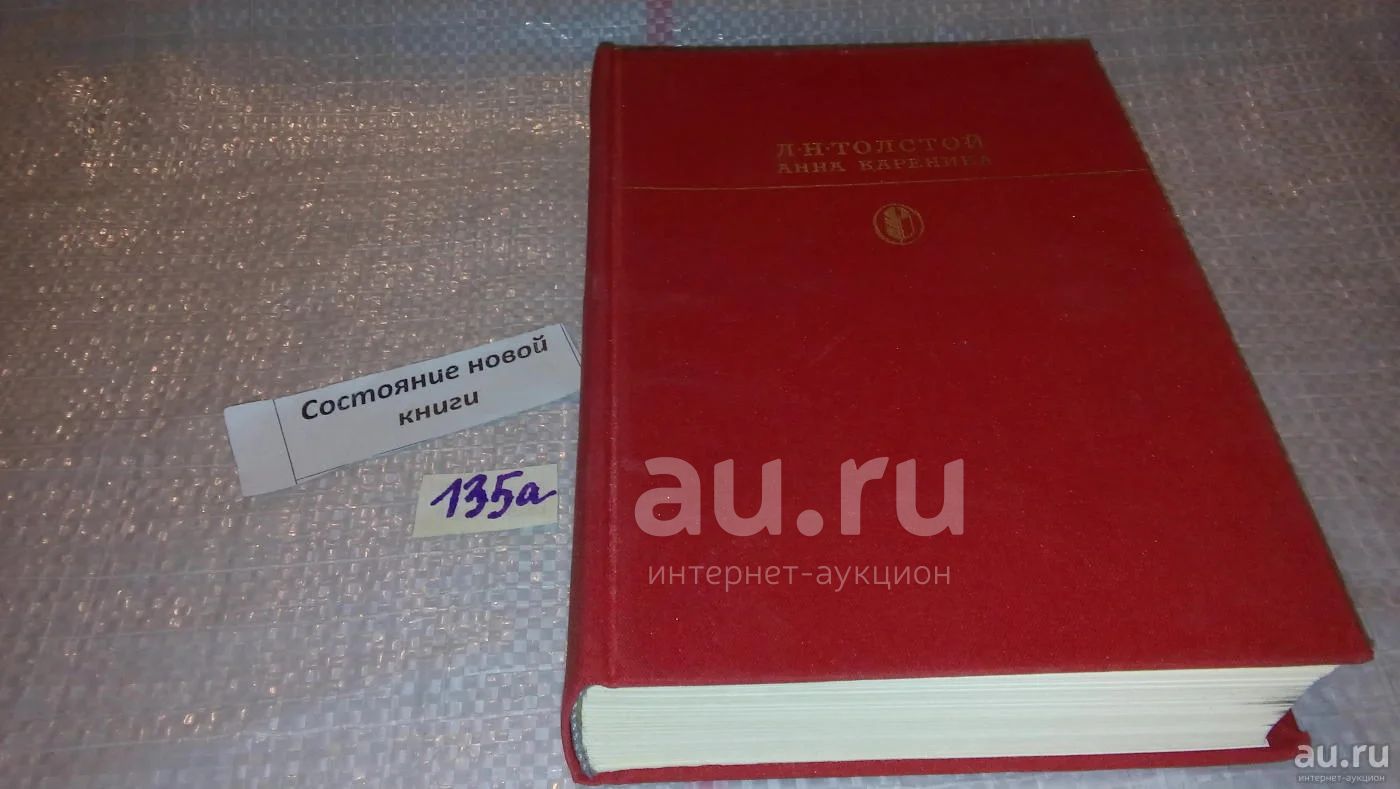 Л·Н·ТОЛСТОЙ
АННА КАРЕНИНА
Состояние новой
книги
135а
au.ru
интернет-аукцион
au.ru
интернет-аукцион